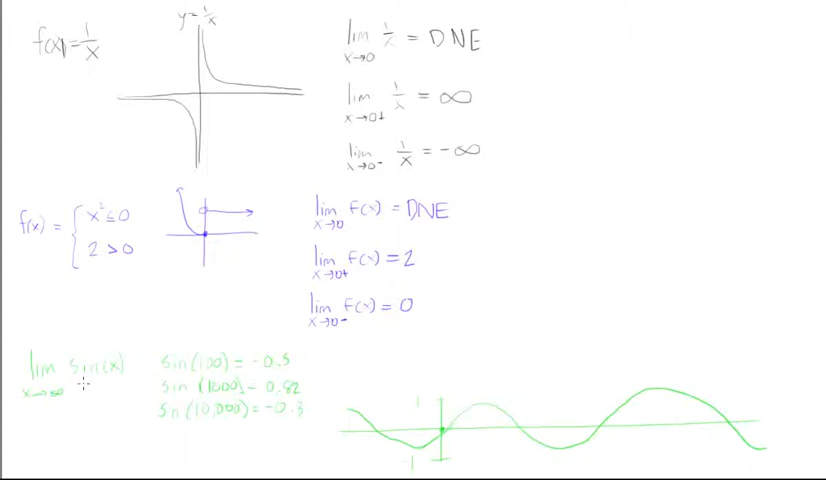 f(x)=1/x
y=1/x
lim x→0 1/x = DNE
lim x→0+ 1/x = ∞
lim x→0- 1/x = -∞
f(x) = { x² ≤0
2 >0
lim x→0 f(x) = DNE
lim x→0+ f(x) = 2
lim x→0- f(x) = 0
lim x→∞ sin(x)
sin(100) = -0.5
sin(1000) = 0.82
sin(10,000) = -0.3
1
-1